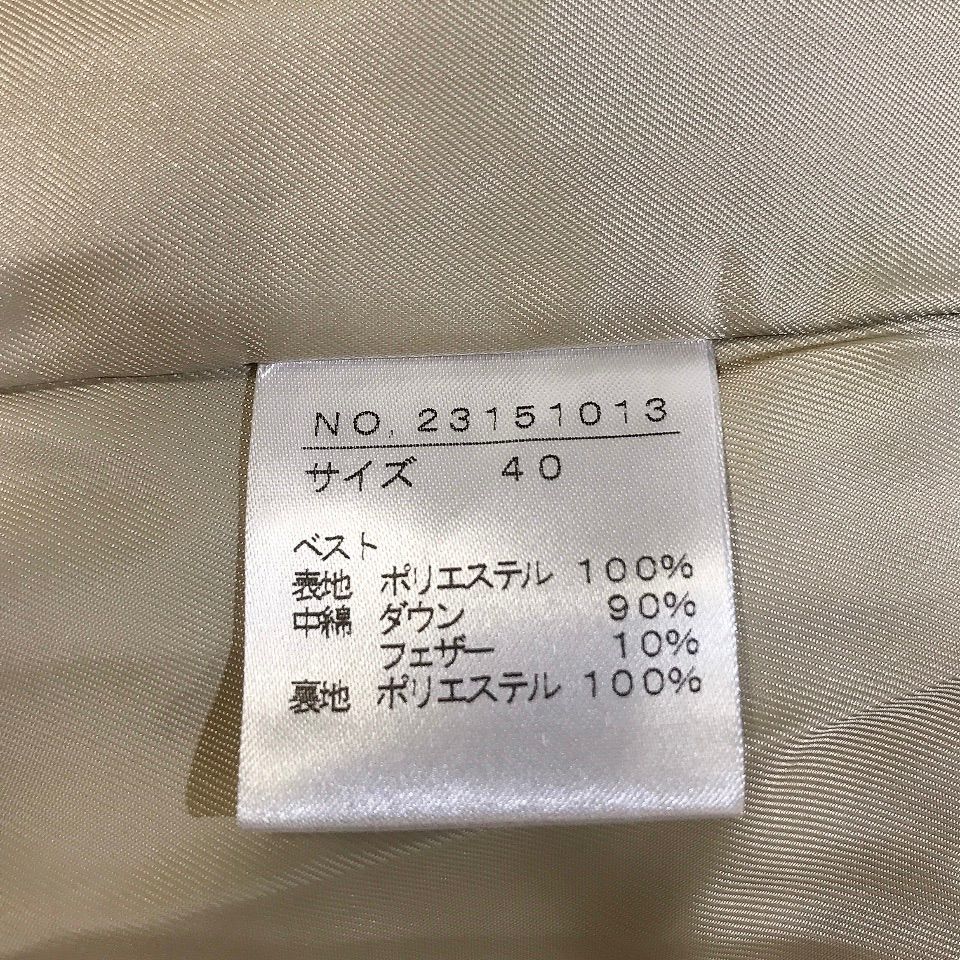 NO. 23151013
サイズ 40
ベスト
表地 ポリエステル 100%
中綿 ダウン 90%
フェザー 10%
裏地 ポリエステル 100%